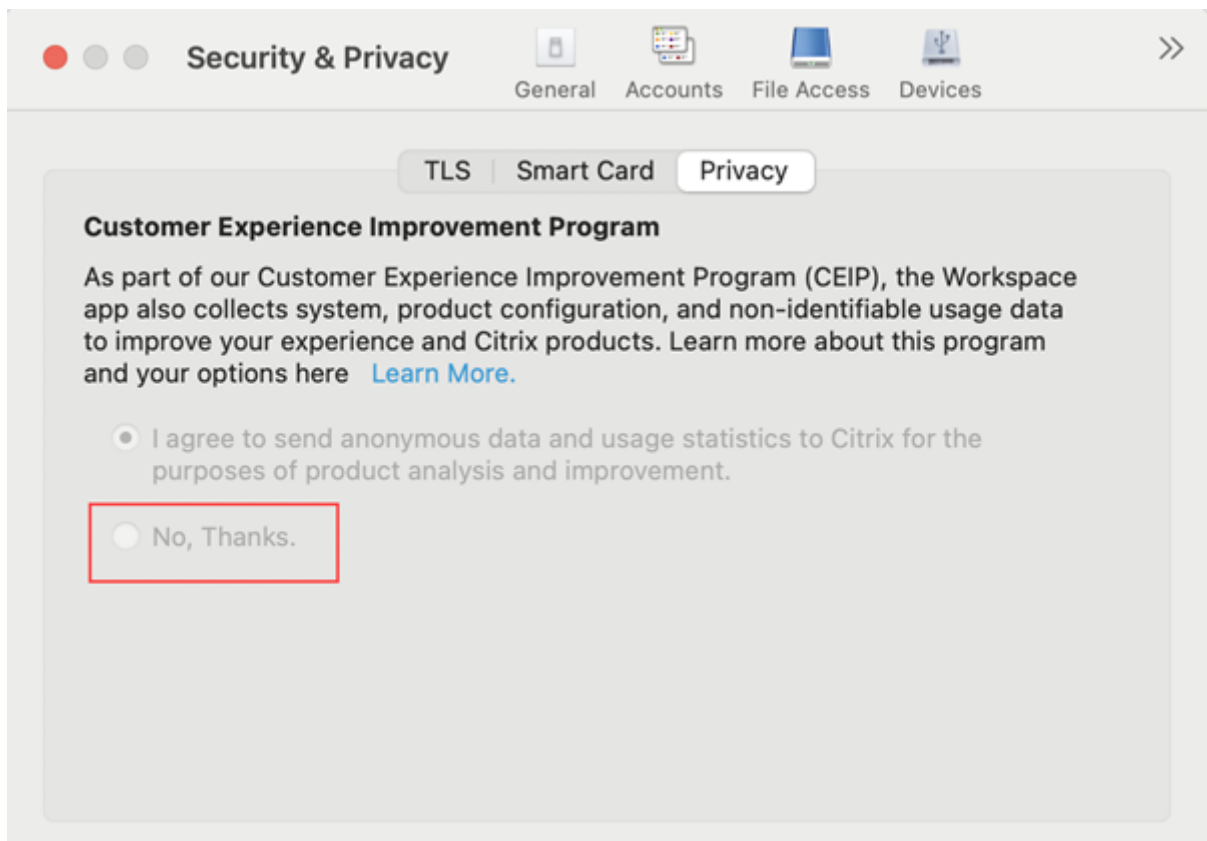 Security & Privacy
General
Accounts
File Access
Devices
TLS
Smart Card
Privacy
Customer Experience Improvement Program
As part of our Customer Experience Improvement Program (CEIP), the Workspace
app also collects system, product configuration, and non-identifiable usage data
to improve your experience and Citrix products. Learn more about this program
and your options here Learn More.
I agree to send anonymous data and usage statistics to Citrix for the
purposes of product analysis and improvement.
No, Thanks.